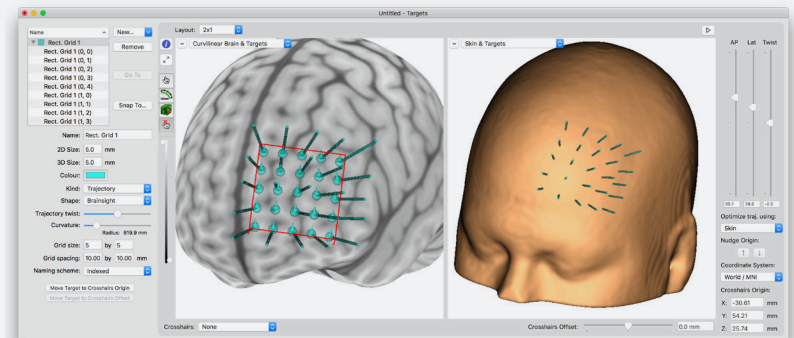 Untitled - Targets
Name
Rect. Grid 1
Rect. Grid 1 (0, 0)
Rect. Grid 1 (0, 1)
Rect. Grid 1 (0, 2)
Rect. Grid 1 (0, 3)
Rect. Grid 1 (0, 4)
Rect. Grid 1 (1, 0)
Rect. Grid 1 (1, 1)
Rect. Grid 1 (1, 2)
Rect. Grid 1 (1, 3)
New...
Remove
Go To
Snap To...
Name: Rect. Grid 1
2D Size: 5.0 mm
3D Size: 5.0 mm
Colour:
Kind: Trajectory
Shape: Brainsight
Trajectory twist:
Curvature:
Radius: 819.9 mm
Grid size: 5 by 5
Grid spacing: 10.00 by 10.00 mm
Naming scheme: Indexed
Move Target to Crosshairs Origin
Move Target to Crosshairs Offset
Layout: 2x1
Curvilinear Brain & Targets
Skin & Targets
Crosshairs: None
Crosshairs Offset: 0.0 mm
AP Lat Twist
Optimize traj. using:
Skin
Nudge Origin:
Coordinate System:
World / MNI
Crosshairs Origin:
X: -30.61 mm
Y: 54.21 mm
Z: 25.74 mm